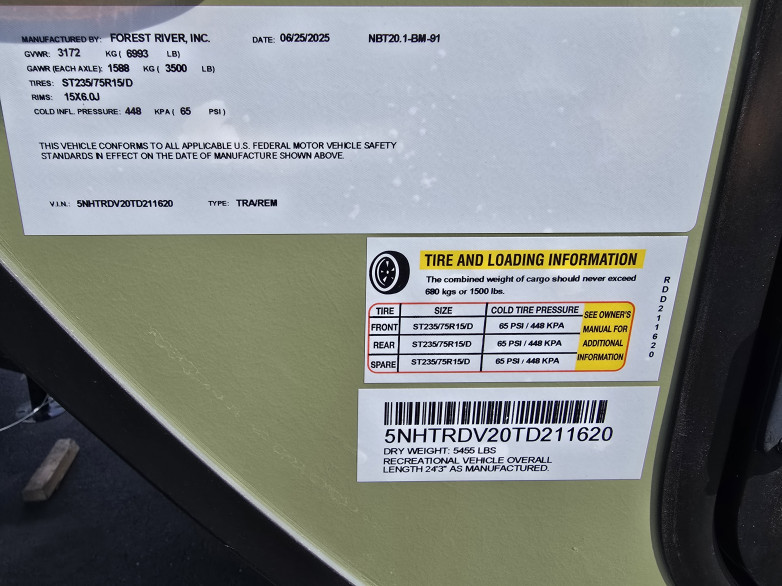 MANUFACTURED BY: FOREST RIVER, INC. DATE: 06/25/2025 NBT20.1-BM-91
GVWR: 3172 KG ( 6993 LB)
GAWR (EACH AXLE): 1588 KG ( 3500 LB)
TIRES: ST235/75R15/D
RIMS: 15X6.0J
COLD INFL. PRESSURE: 448 KPA ( 65 PSI )
THIS VEHICLE CONFORMS TO ALL APPLICABLE U.S. FEDERAL MOTOR VEHICLE SAFETY
STANDARDS IN EFFECT ON THE DATE OF MANUFACTURE SHOWN ABOVE.
V.I.N.: 5NHTRDV20TD211620 TYPE: TRA/REM
TIRE AND LOADING INFORMATION
The combined weight of cargo should never exceed
680 kgs or 1500 lbs.
TIRE SIZE COLD TIRE PRESSURE
FRONT ST235/75R15/D 65 PSI / 448 KPA
REAR ST235/75R15/D 65 PSI / 448 KPA
SPARE ST235/75R15/D 65 PSI / 448 KPA
SEE OWNER'S
MANUAL FOR
ADDITIONAL
INFORMATION
RDD211620
5NHTRDV20TD211620
DRY WEIGHT: 5455 LBS
RECREATIONAL VEHICLE OVERALL
LENGTH 24'3" AS MANUFACTURED.